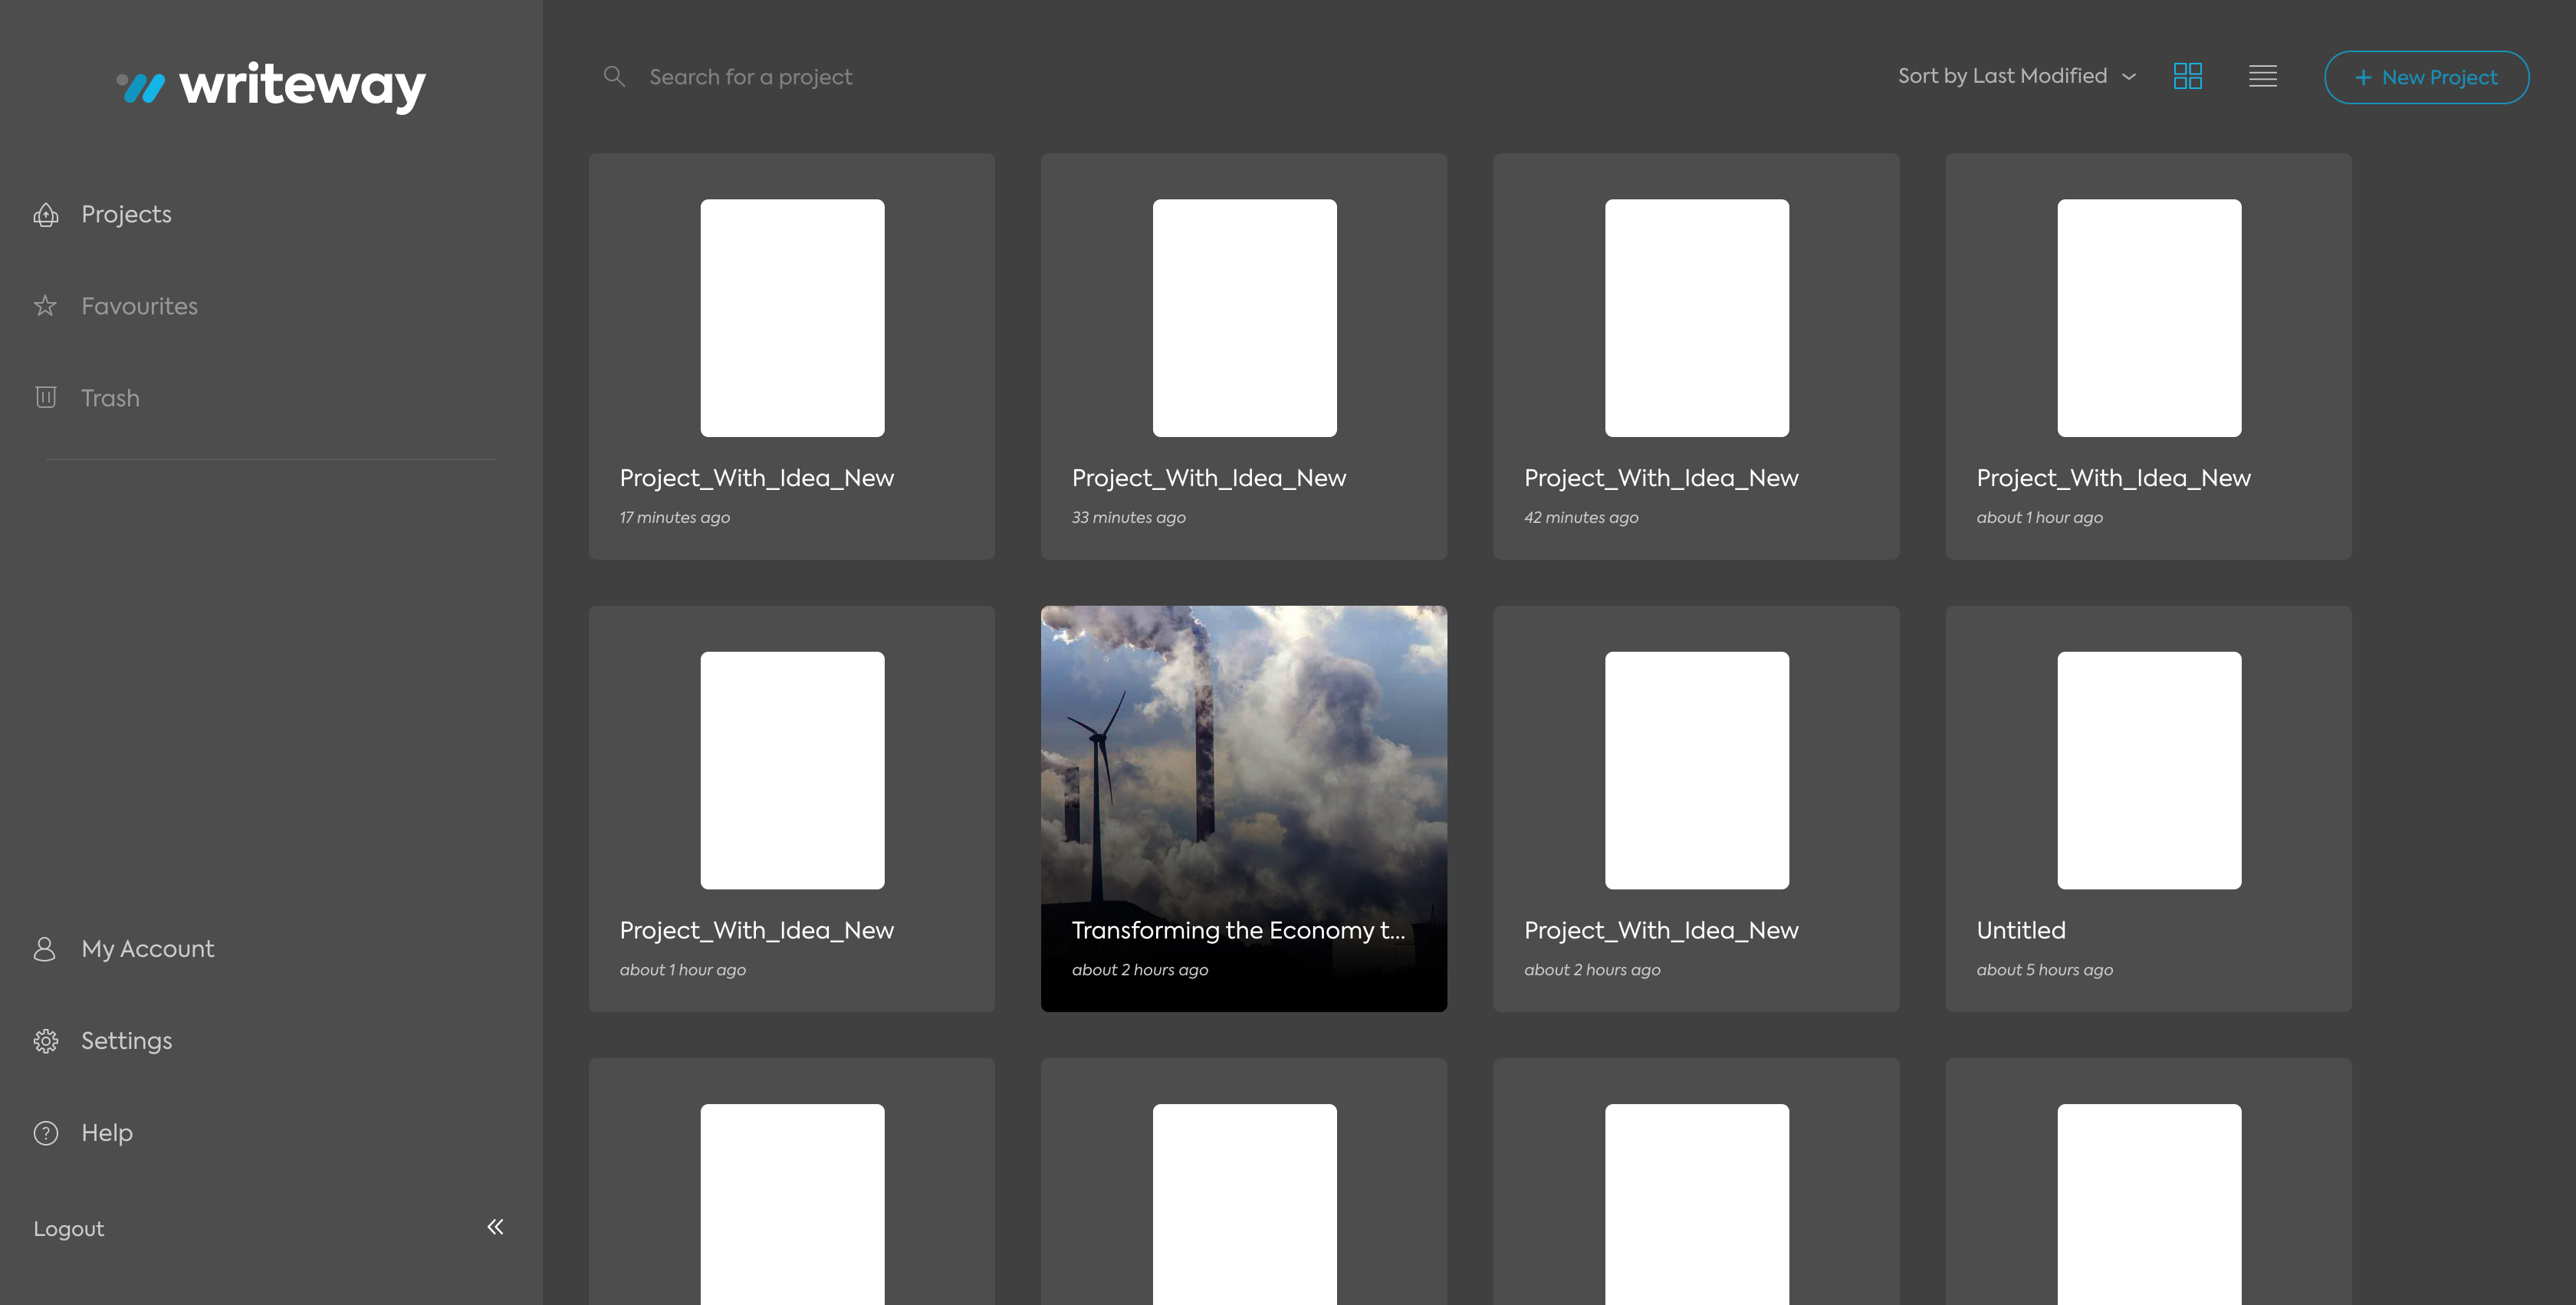 writeway
Projects
Favourites
Trash
My Account
Settings
Help
Logout
Search for a project
Sort by Last Modified
+ New Project
Project_With_Idea_New
17 minutes ago
Project_With_Idea_New
33 minutes ago
Project_With_Idea_New
42 minutes ago
Project_With_Idea_New
about 1 hour ago
Project_With_Idea_New
about 1 hour ago
Transforming the Economy t...
about 2 hours ago
Project_With_Idea_New
about 2 hours ago
Untitled
about 5 hours ago